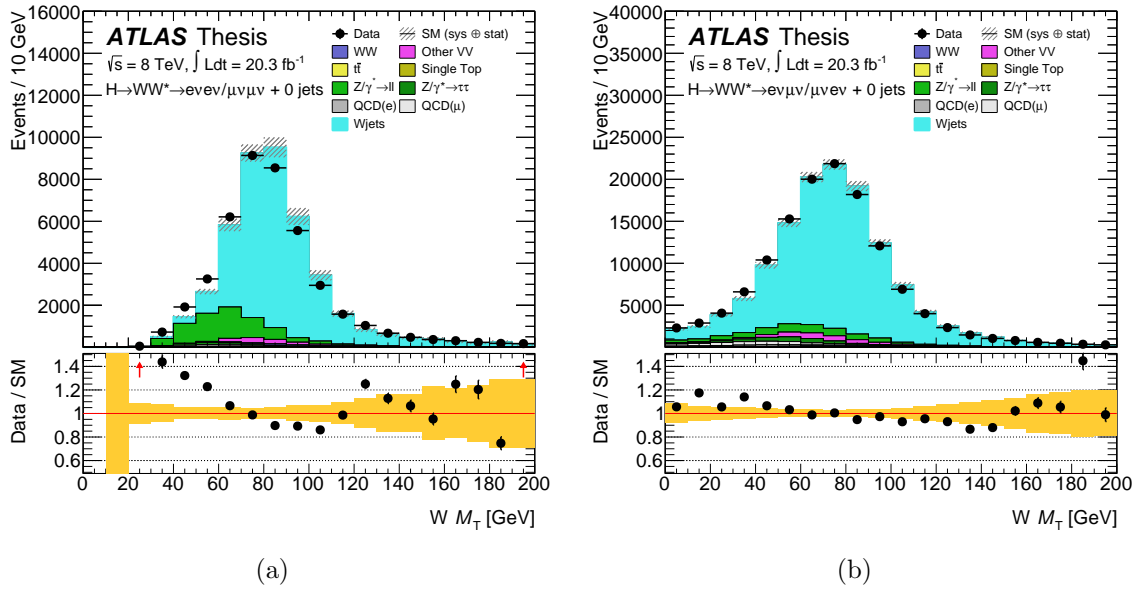 Events / 10 GeV
16000
14000
12000
10000
8000
6000
4000
2000
ATLAS Thesis
√s = 8 TeV, ∫ Ldt = 20.3 fb⁻¹
H→WW*→eνeν/μνμν + 0 jets
Data
SM (sys ⊕ stat)
WW
Other VV
tt̄
Single Top
Z/γ*→ll
Z/γ*→ττ
QCD(e)
QCD(μ)
Wjets
Data / SM
1.4
1.2
1
0.8
0.6
0 20 40 60 80 100 120 140 160 180 200
W M_T [GeV]
(a)
Events / 10 GeV
40000
35000
30000
25000
20000
15000
10000
5000
ATLAS Thesis
√s = 8 TeV, ∫ Ldt = 20.3 fb⁻¹
H→WW*→eνμν/μνeν + 0 jets
Data
SM (sys ⊕ stat)
WW
Other VV
tt̄
Single Top
Z/γ*→ll
Z/γ*→ττ
QCD(e)
QCD(μ)
Wjets
Data / SM
1.4
1.2
1
0.8
0.6
0 20 40 60 80 100 120 140 160 180 200
W M_T [GeV]
(b)